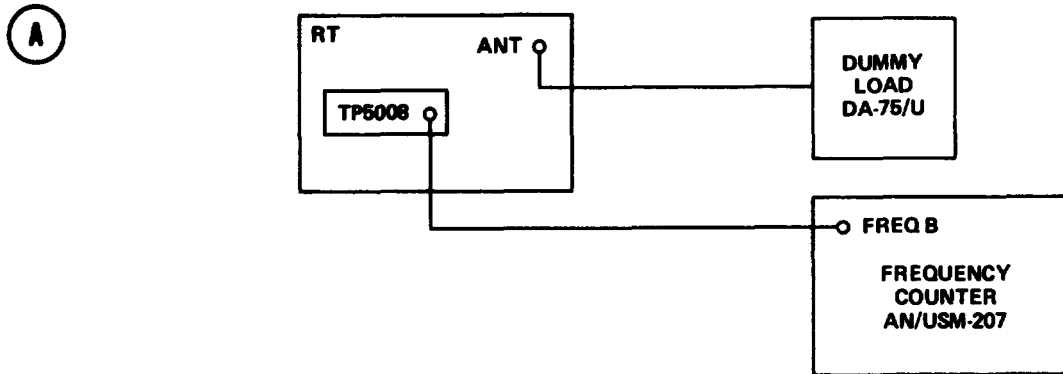 A
RT
ANT
TP5008
DUMMY
LOAD
DA-75/U
FREQ B
FREQUENCY
COUNTER
AN/USM-207